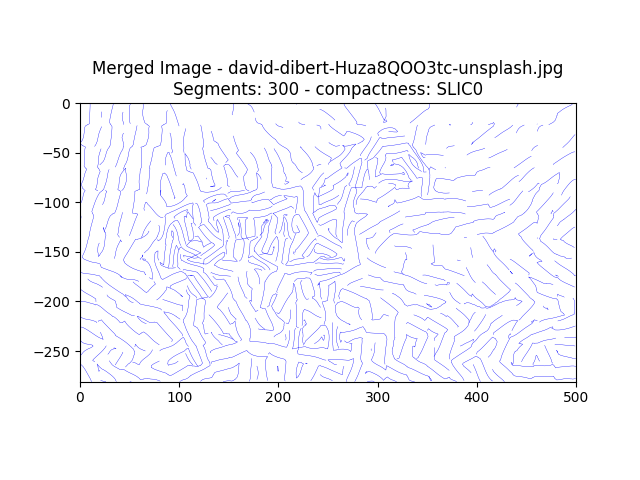 Merged Image - david-dibert-Huza8QOO3tc-unsplash.jpg
Segments: 300 - compactness: SLIC0
0
−50
−100
−150
−200
−250
0 100 200 300 400 500